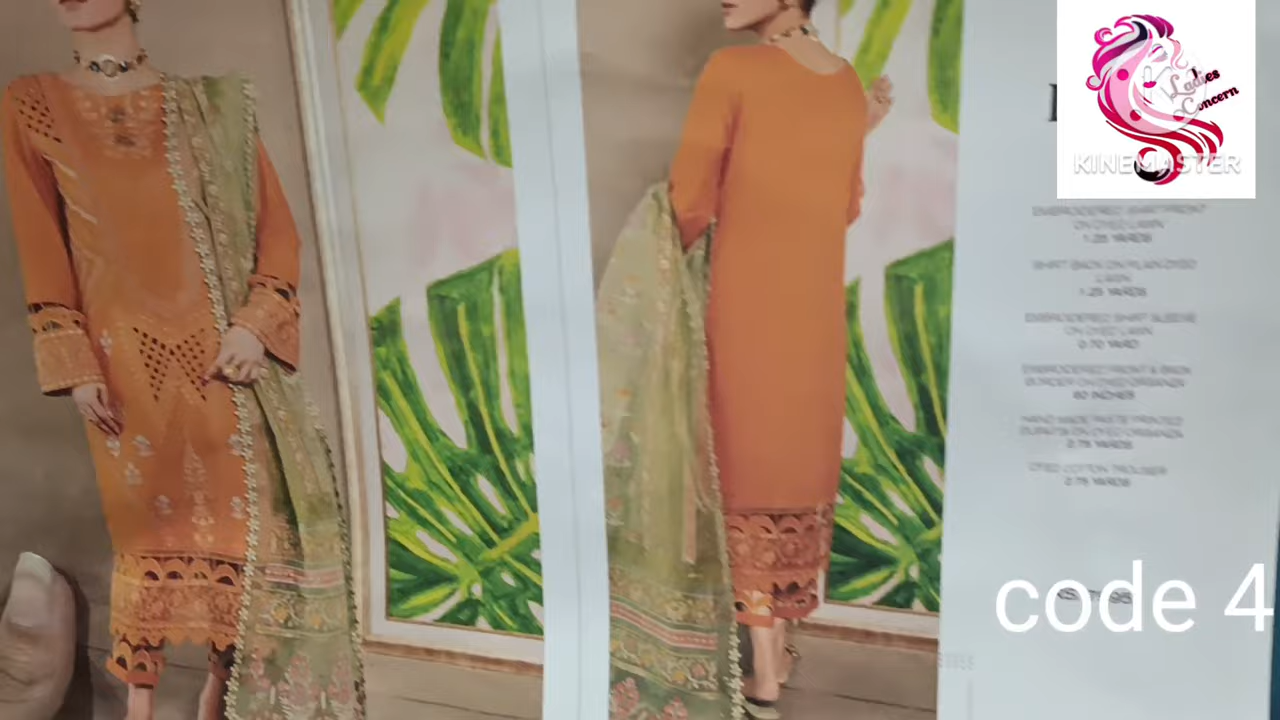 Ladies
Concern
KINEMASTER
EMBROIDERED SHIRT FRONT
ON DYED LAWN
1.25 YARDS
SHIRT BACK ON PLAIN DYED
LAWN
1.25 YARDS
EMBROIDERED SHIRT SLEEVE
ON DYED LAWN
0.70 YARD
EMBROIDERED FRONT & BACK
BORDER ON DYED ORGANZA
60 INCHES
HAND MADE PASTE PRINTED
DUPATTA ON DYED ORGANZA
2.75 YARDS
DYED COTTON TROUSER
2.75 YARDS
code 4